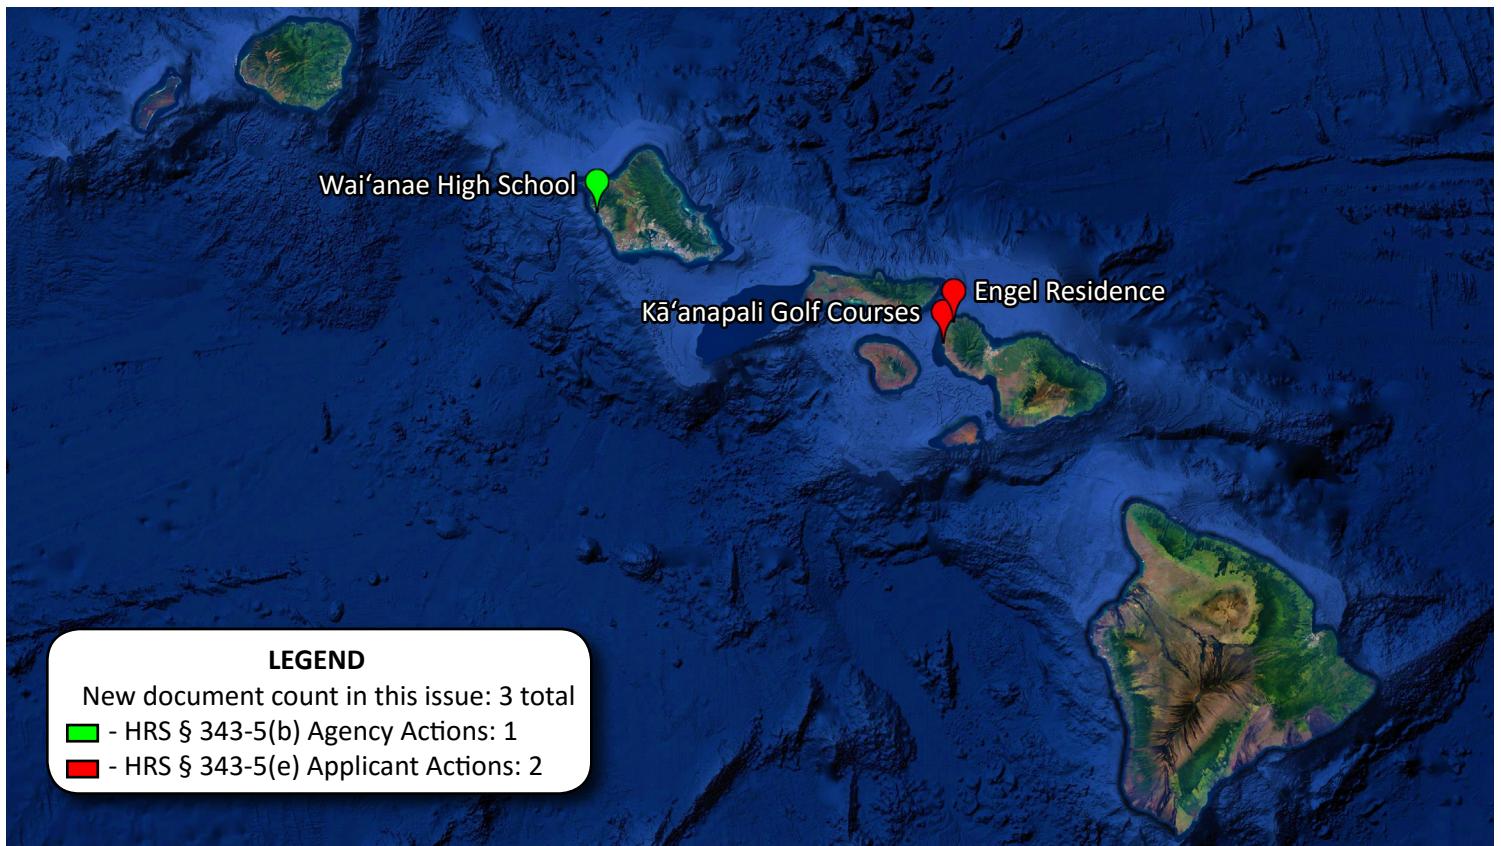 Wai‘anae High School
Engel Residence
Kā‘anapali Golf Courses
LEGEND
New document count in this issue: 3 total
- HRS § 343-5(b) Agency Actions: 1
- HRS § 343-5(e) Applicant Actions: 2